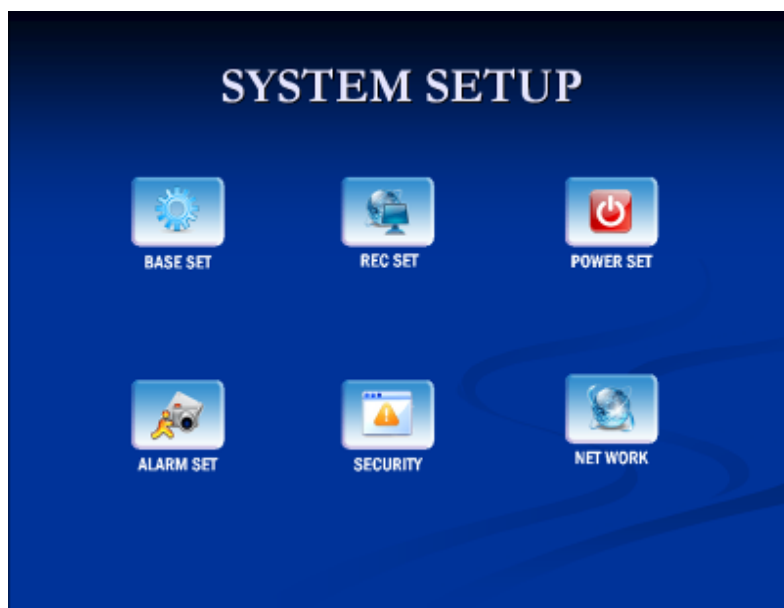 SYSTEM SETUP
BASE SET
REC SET
POWER SET
ALARM SET
SECURITY
NET WORK